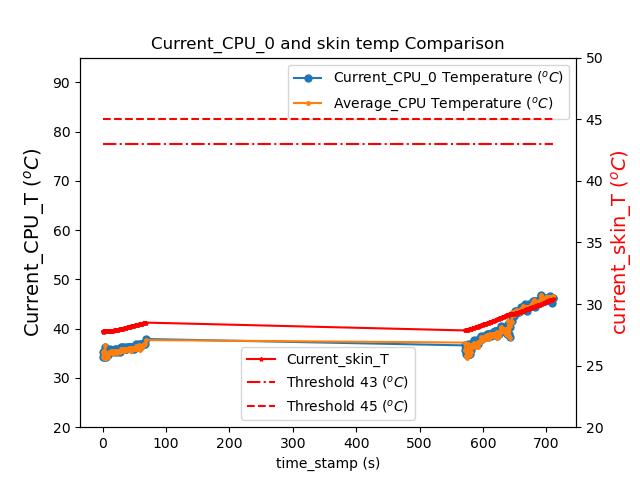 Current_CPU_0 and skin temp Comparison
Current_CPU_0 Temperature (°C)
Average_CPU Temperature (°C)
Current_CPU_T (°C)
90
80
70
60
50
40
30
20
50
45
40
35
30
25
20
current_skin_T (°C)
Current_skin_T
Threshold 43 (°C)
Threshold 45 (°C)
0 100 200 300 400 500 600 700
time_stamp (s)